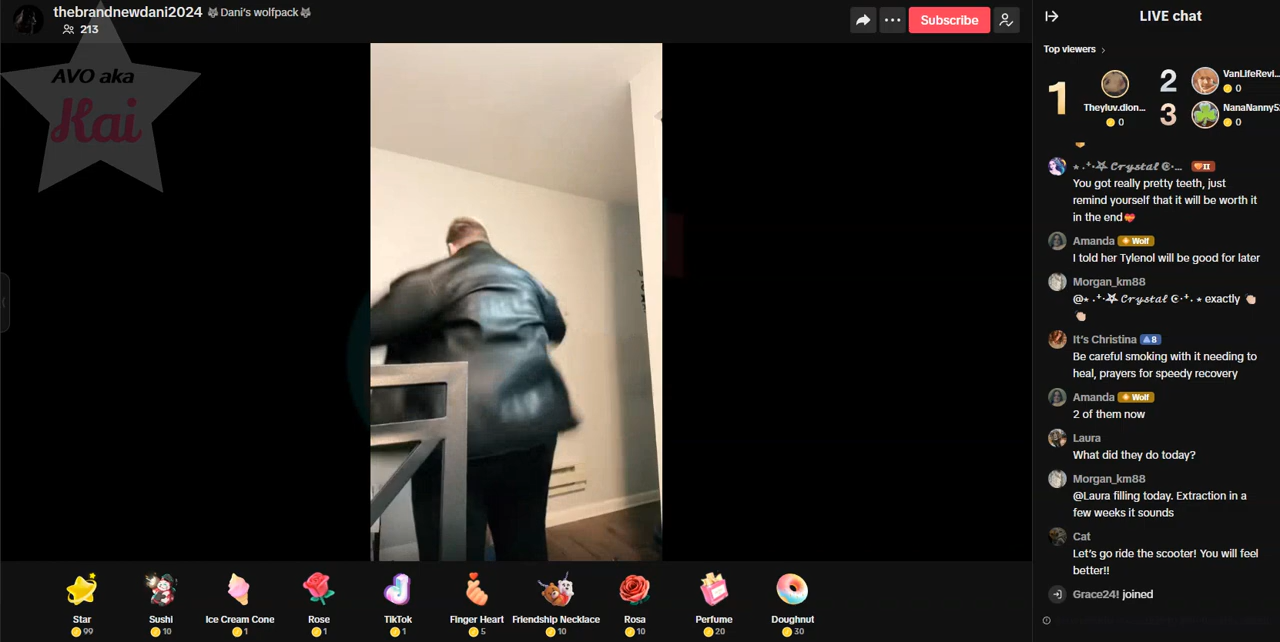 thebrandnewdani2024 🐺Dani's wolfpack🐺
213
Subscribe
AVO aka
Kai
LIVE chat
Top viewers
1
Theyluv.dion...
0
2
VanLifeRevi...
0
3
NanaNanny5
0
⋆ ₊⁺‧⛧ 𝓒𝓻𝔂𝓼𝓽𝓪𝓵 ☪‧... II
You got really pretty teeth, just
remind yourself that it will be worth it
in the end💝
Amanda Wolf
I told her Tylenol will be good for later
Morgan_km88
@⋆ ₊⁺‧⛧ 𝓒𝓻𝔂𝓼𝓽𝓪𝓵 ☪‧⁺₊ ⋆ exactly 👏🏻
👏🏻
It's Christina 8
Be careful smoking with it needing to
heal, prayers for speedy recovery
Amanda Wolf
2 of them now
Laura
What did they do today?
Morgan_km88
@Laura filling today. Extraction in a
few weeks it sounds
Cat
Let's go ride the scooter! You will feel
better!!
Grace24! joined
Star
99
Sushi
10
Ice Cream Cone
1
Rose
1
TikTok
1
Finger Heart
5
Friendship Necklace
10
Rosa
10
Perfume
20
Doughnut
30